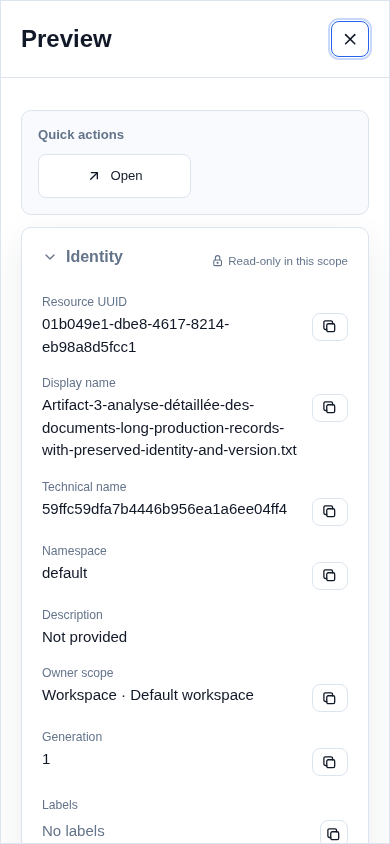 Preview
Quick actions
Open
Identity
Read-only in this scope
Resource UUID
01b049e1-dbe8-4617-8214-
eb98a8d5fcc1
Display name
Artifact-3-analyse-détaillée-des-
documents-long-production-records-
with-preserved-identity-and-version.txt
Technical name
59ffc59dfa7b4446b956ea1a6ee04ff4
Namespace
default
Description
Not provided
Owner scope
Workspace · Default workspace
Generation
1
Labels
No labels